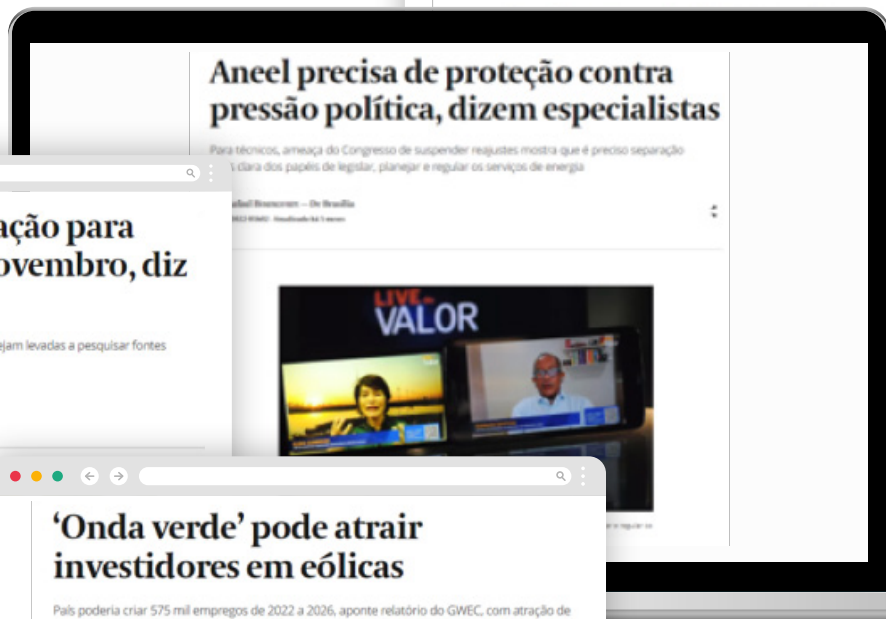 Aneel precisa de proteção contra
pressão política, dizem especialistas
Para técnicos, ameaça do Congresso de suspender reajustes mostra que é preciso separação
clara dos papéis de legislar, planejar e regular os serviços de energia
— De Brasília
LIVE do
VALOR
ação para
ovembro, diz
ejam levadas a pesquisar fontes
‘Onda verde’ pode atrair
investidores em eólicas
País poderia criar 575 mil empregos de 2022 a 2026, aponte relatório do GWEC, com atração de